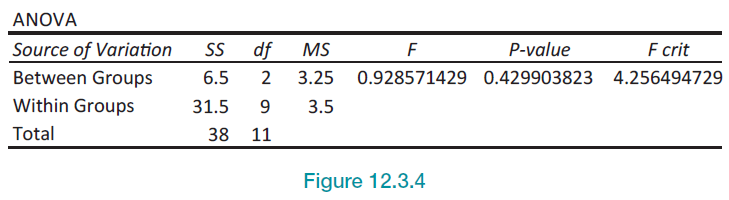 ANOVA
Source of Variation SS df MS F P-value F crit
Between Groups 6.5 2 3.25 0.928571429 0.429903823 4.256494729
Within Groups 31.5 9 3.5
Total 38 11
Figure 12.3.4